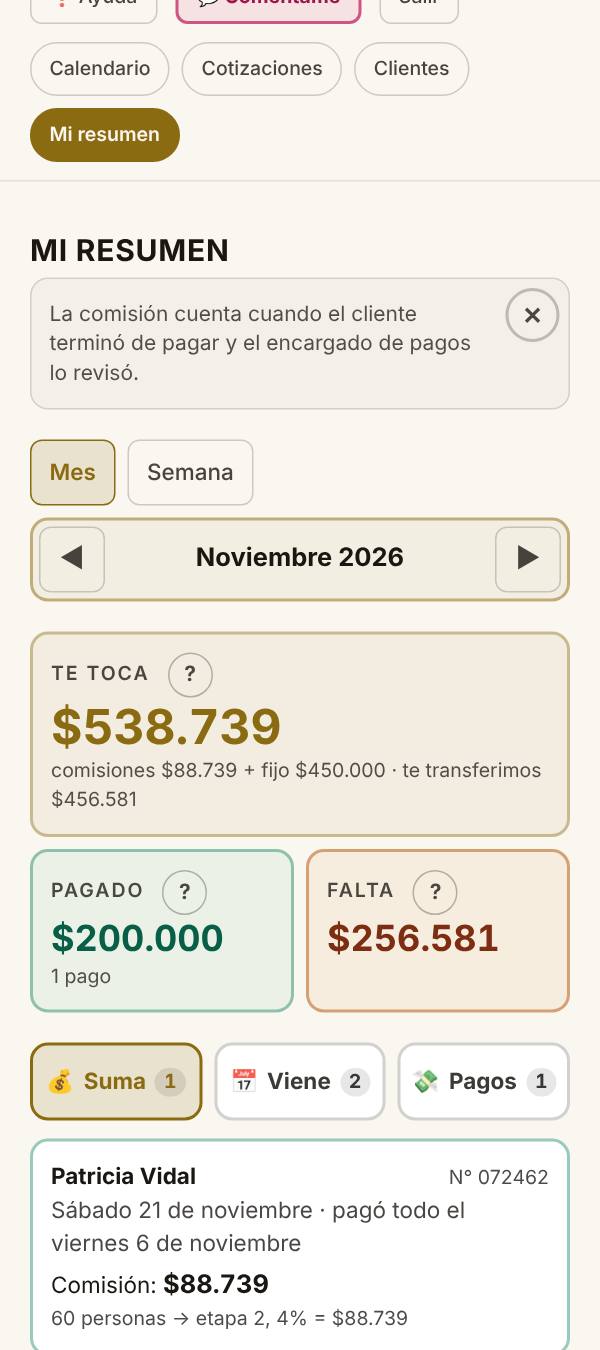 Ayuda Comentame Salir
Calendario Cotizaciones Clientes
Mi resumen
MI RESUMEN
La comisión cuenta cuando el cliente
terminó de pagar y el encargado de pagos
lo revisó.
Mes Semana
Noviembre 2026
TE TOCA ?
$538.739
comisiones $88.739 + fijo $450.000 · te transferimos
$456.581
PAGADO ?
$200.000
1 pago
FALTA ?
$256.581
Suma 1 Viene 2 Pagos 1
Patricia Vidal N° 072462
Sábado 21 de noviembre · pagó todo el
viernes 6 de noviembre
Comisión: $88.739
60 personas → etapa 2, 4% = $88.739